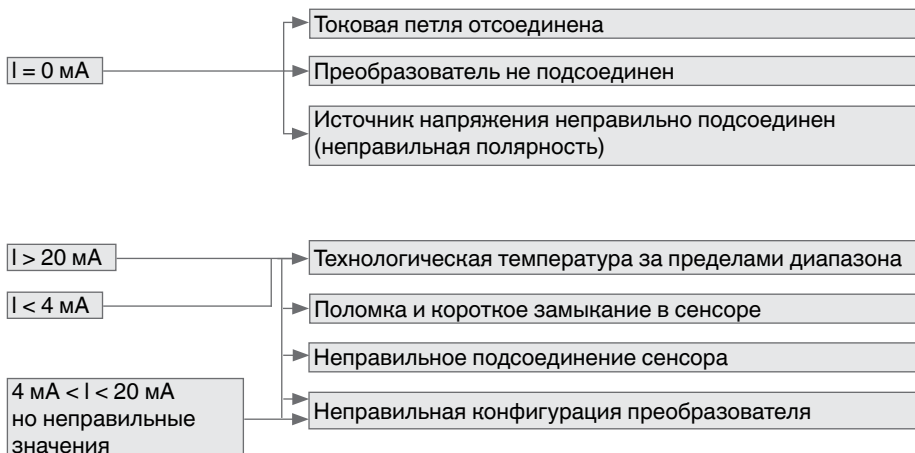 Токовая петля отсоединена
I = 0 мА
Преобразователь не подсоединен
Источник напряжения неправильно подсоединен
(неправильная полярность)
I > 20 мА
Технологическая температура за пределами диапазона
I < 4 мА
Поломка и короткое замыкание в сенсоре
Неправильное подсоединение сенсора
4 мА < I < 20 мА
но неправильные
значения
Неправильная конфигурация преобразователя